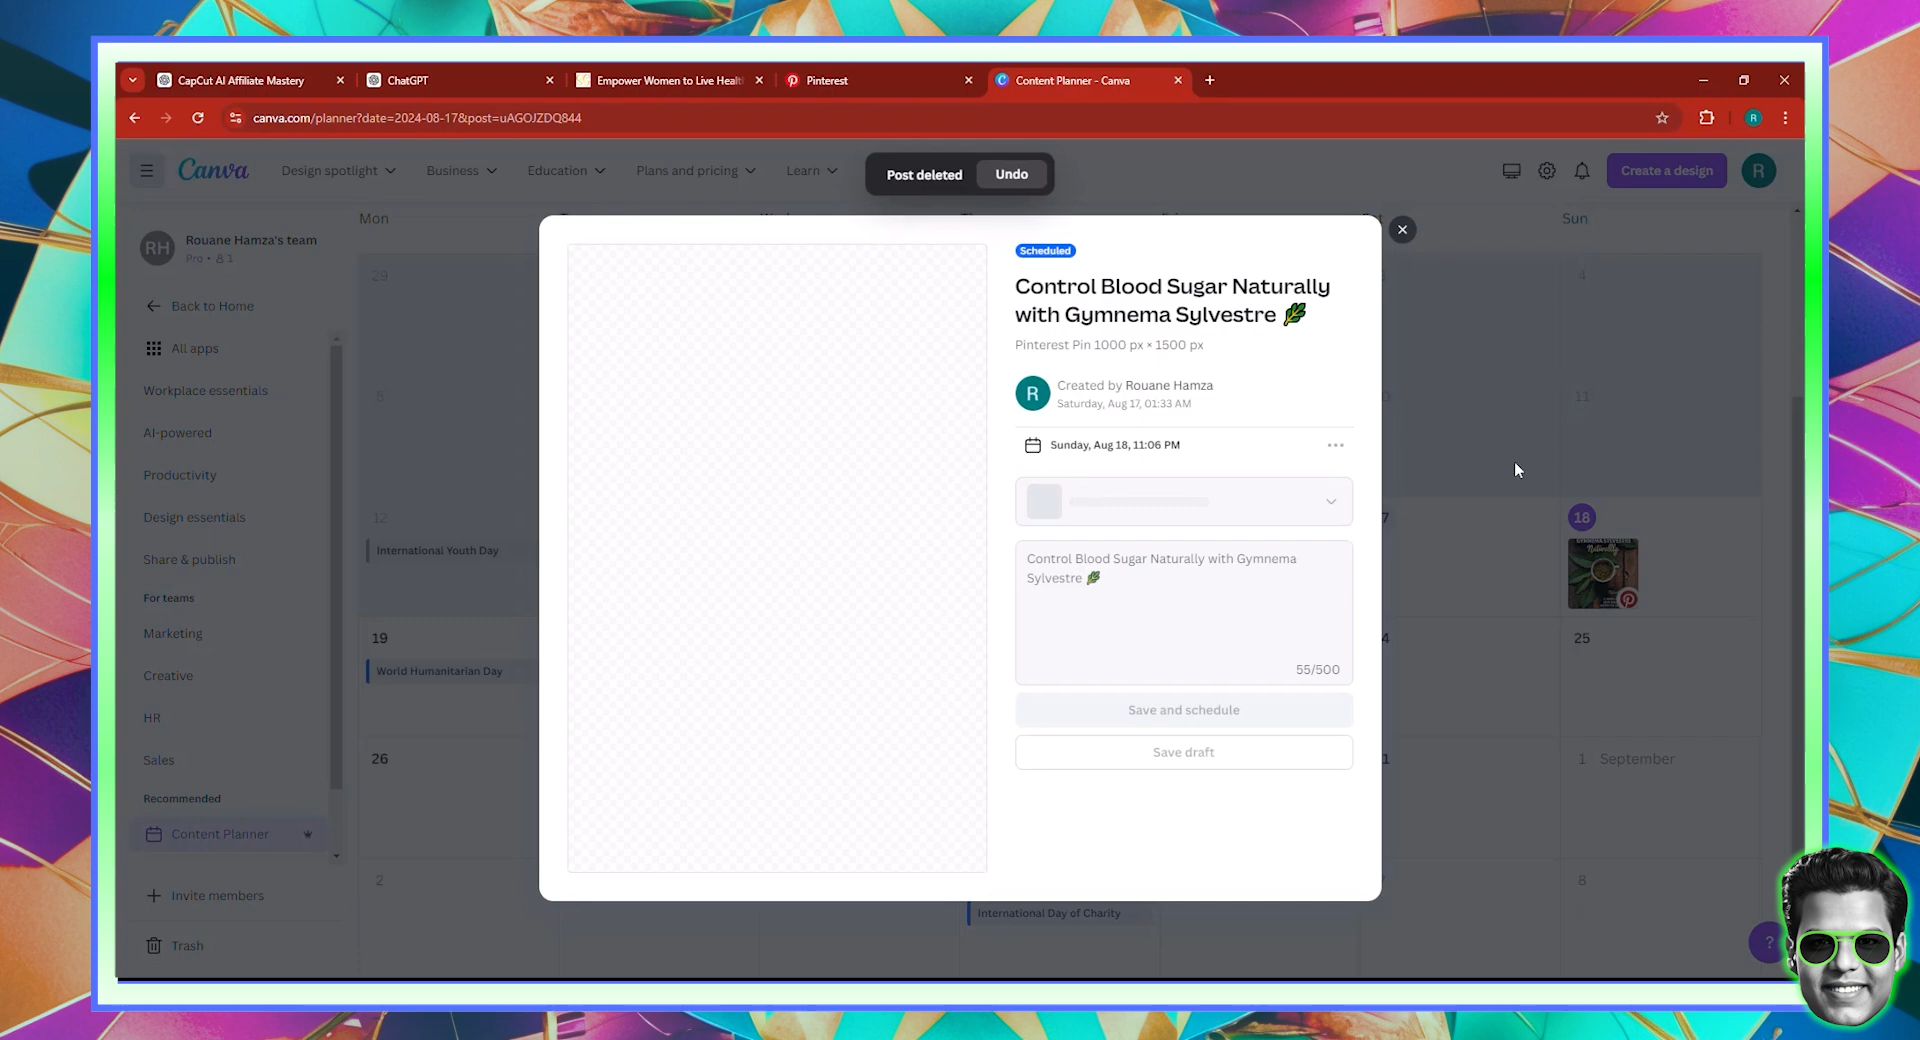 CapCut AI Affiliate Mastery
ChatGPT
Empower Women to Live Healt
Pinterest
Content Planner - Canva
canva.com/planner?date=2024-08-17&post=uAGOJZDQ844
R
Canva
Design spotlight
Business
Education
Plans and pricing
Learn
Post deleted
Undo
Create a design
R
RH
Rouane Hamza's team
Pro • 1
Back to Home
All apps
Workplace essentials
AI-powered
Productivity
Design essentials
Share & publish
For teams
Marketing
Creative
HR
Sales
Recommended
Content Planner
Invite members
Trash
Mon
Sun
29
4
5
11
12
International Youth Day
18
Naturally
19
World Humanitarian Day
25
26
1 September
2
International Day of Charity
8
Scheduled
Control Blood Sugar Naturally
with Gymnema Sylvestre
Pinterest Pin 1000 px × 1500 px
R
Created by Rouane Hamza
Saturday, Aug 17, 01:33 AM
Sunday, Aug 18, 11:06 PM
Control Blood Sugar Naturally with Gymnema
Sylvestre
55/500
Save and schedule
Save draft
?